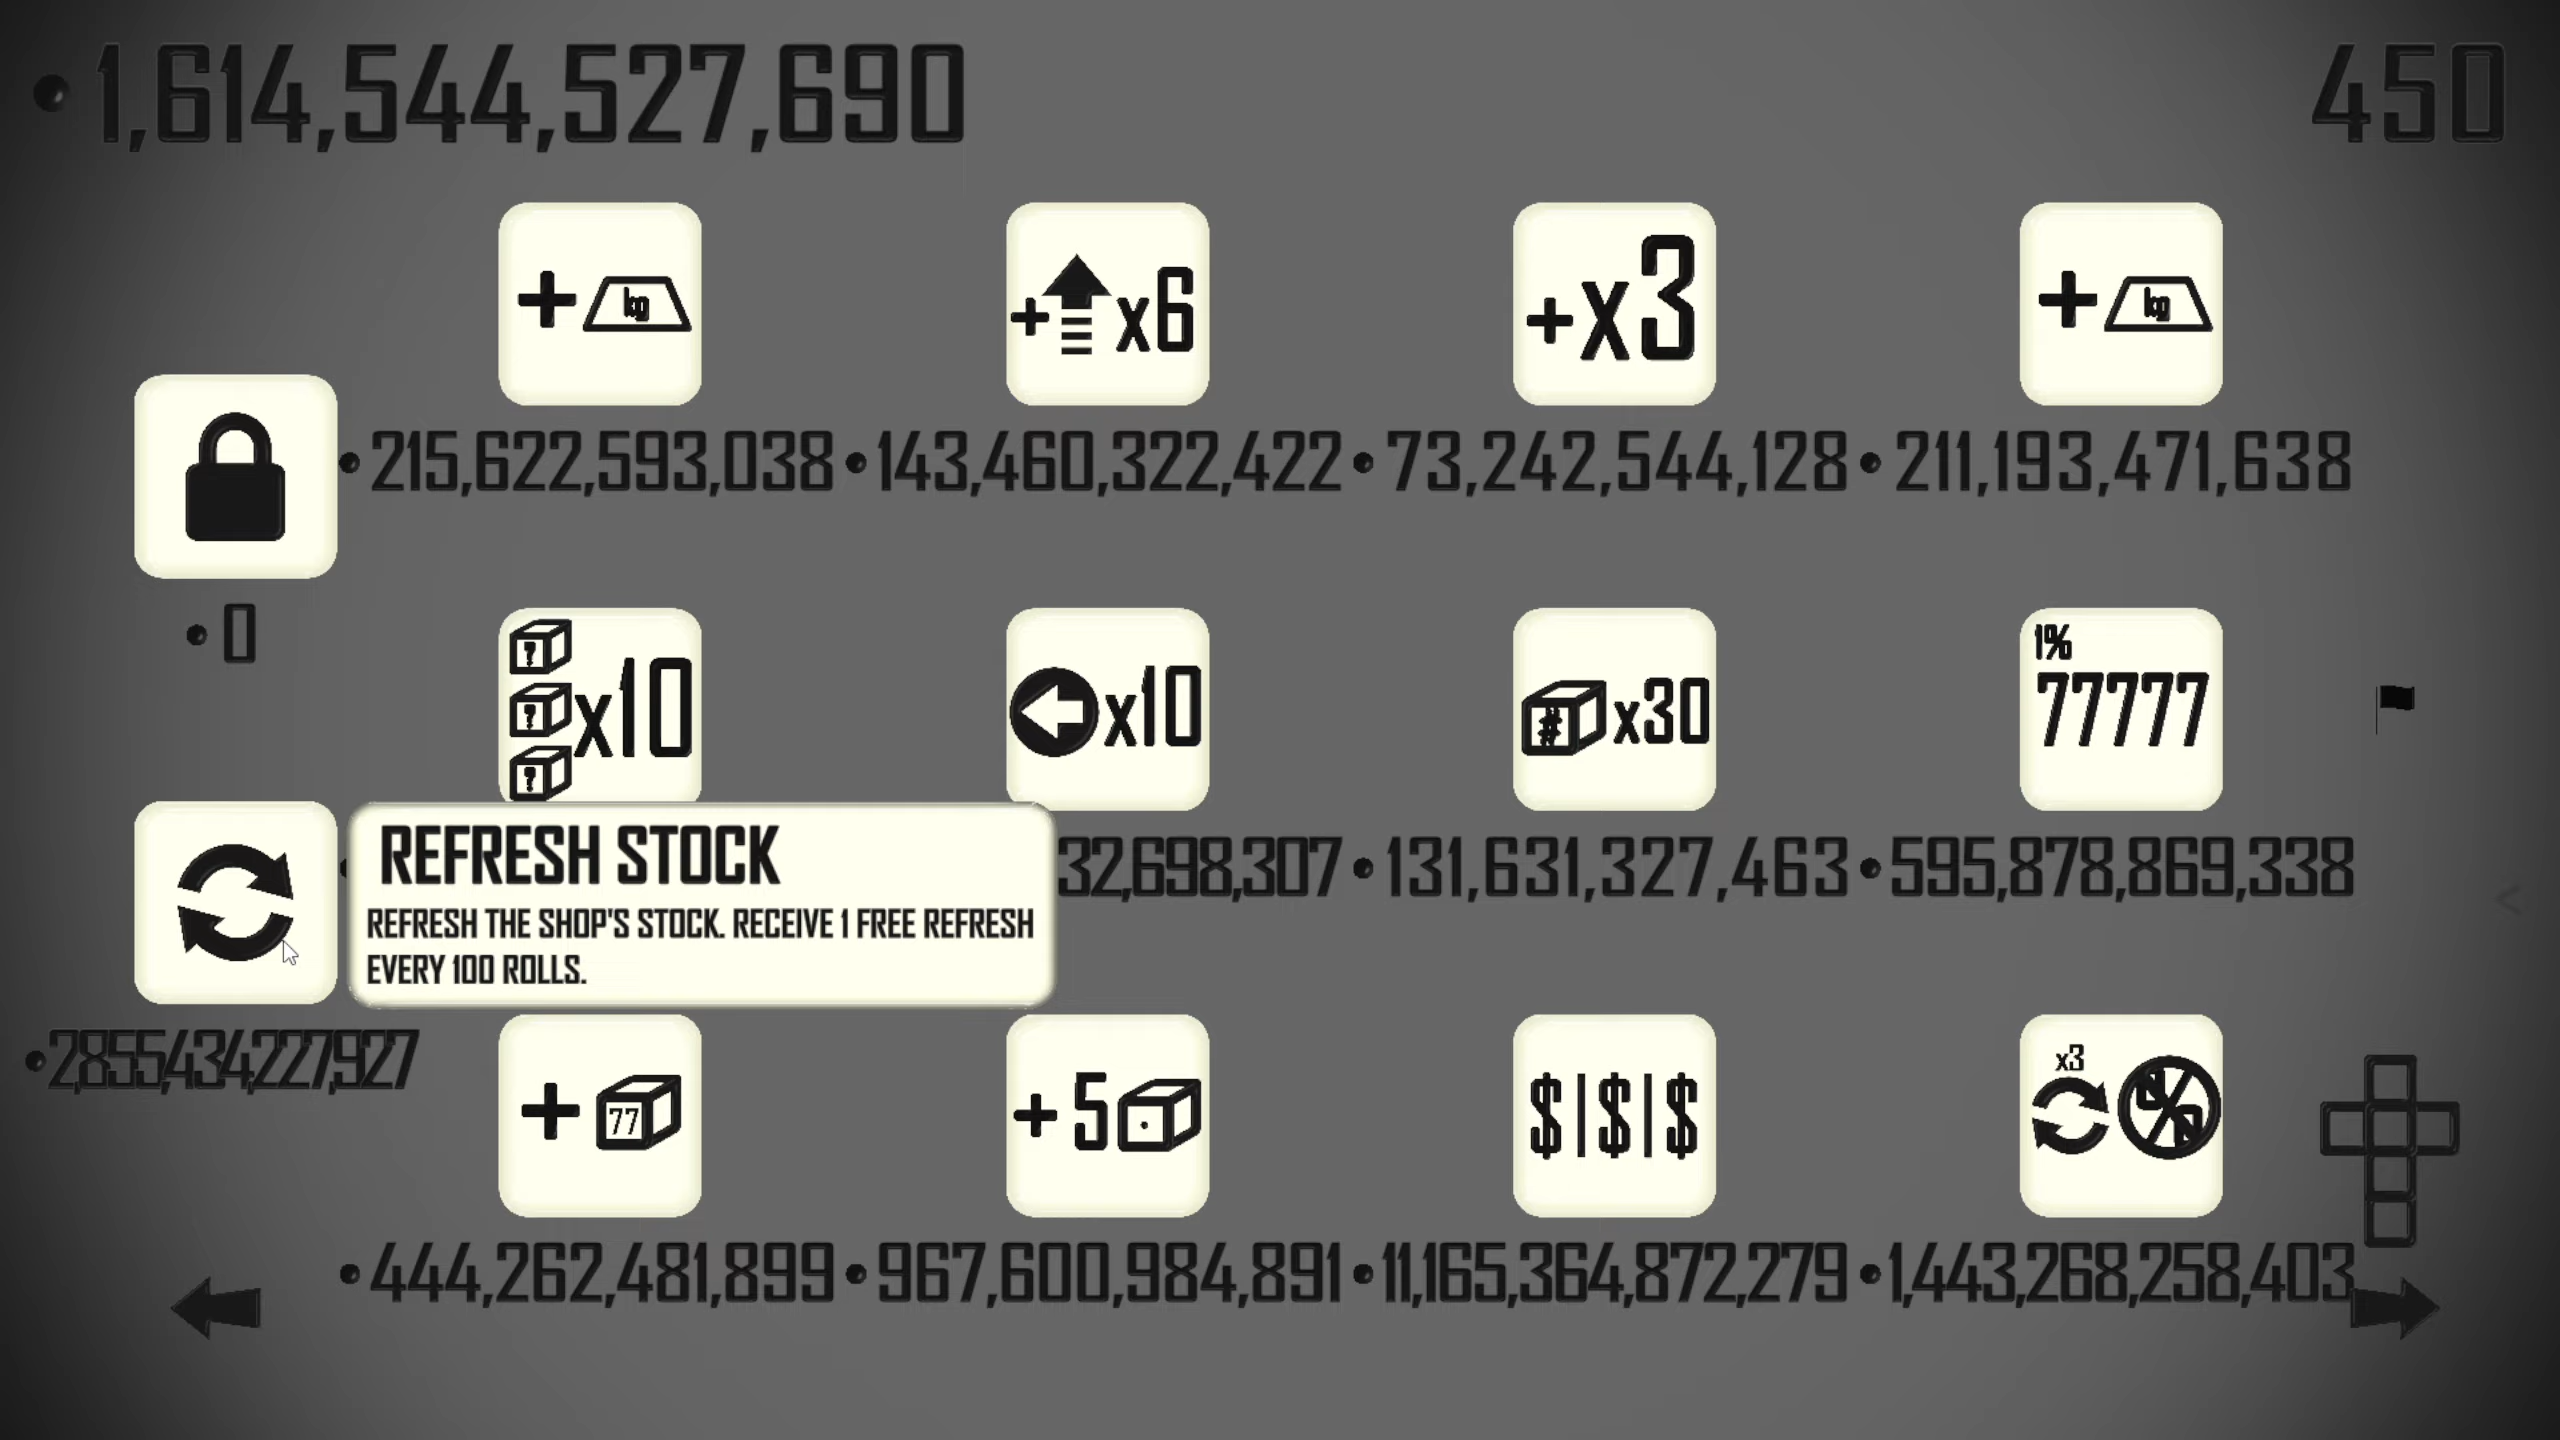 •1,614,544,527,690
450
+kg
+x6
+x3
+kg
•215,622,593,038
•143,460,322,422
•73,242,544,128
•211,193,471,638
•0
? ? ? x10
x10
# x30
1%
77777
REFRESH STOCK
REFRESH THE SHOP'S STOCK. RECEIVE 1 FREE REFRESH
EVERY 100 ROLLS.
32,698,307
•131,631,327,463
•595,878,869,338
<
•2,855,434,227,927
+77
+5
$|$|$
x3
•444,262,481,899
•967,600,984,891
•11,165,364,872,279
•1,443,268,258,403